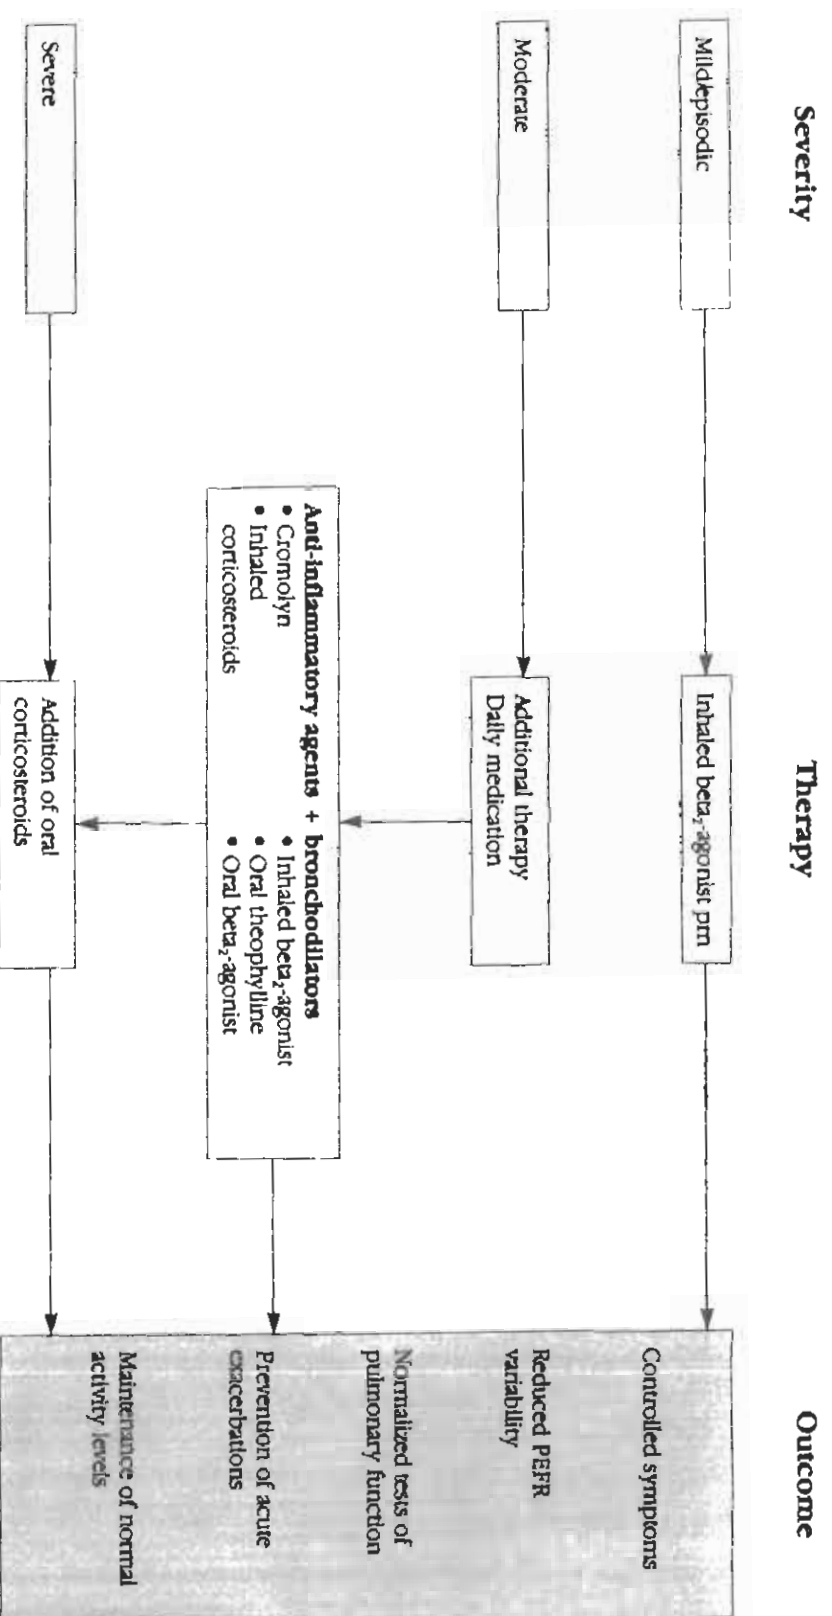 Severity
Therapy
Outcome
Mild/episodic
Inhaled beta₂-agonist prn
Controlled symptoms
Moderate
Additional therapy
Daily medication
Reduced PEFR
variability
Normalized tests of
pulmonary function
Anti-inflammatory agents + bronchodilators
• Cromolyn
• Inhaled
corticosteroids
• Inhaled beta₂-agonist
• Oral theophylline
• Oral beta₂-agonist
Prevention of acute
exacerbations
Severe
Addition of oral
corticosteroids
Maintenance of normal
activity levels